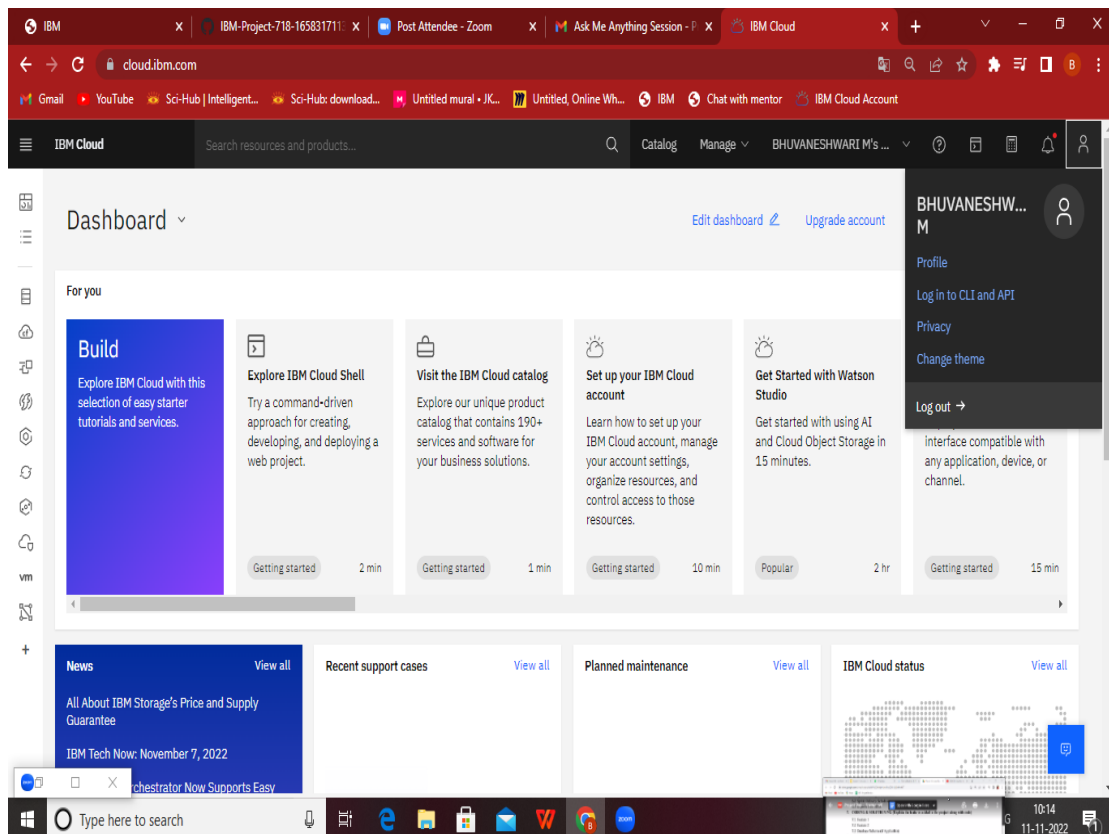 IBM
IBM-Project-718-1658317113
Post Attendee - Zoom
Ask Me Anything Session - P
IBM Cloud
cloud.ibm.com
B
Gmail
YouTube
Sci-Hub | Intelligent...
Sci-Hub: download...
Untitled mural • JK...
Untitled, Online Wh...
IBM
Chat with mentor
IBM Cloud Account
IBM Cloud
Search resources and products...
Catalog
Manage
BHUVANESHWARI M's ...
Dashboard
Edit dashboard
Upgrade account
BHUVANESHW...
M
Profile
Log in to CLI and API
Privacy
Change theme
Log out →
For you
Build
Explore IBM Cloud with this
selection of easy starter
tutorials and services.
Explore IBM Cloud Shell
Try a command-driven
approach for creating,
developing, and deploying a
web project.
Getting started
2 min
Visit the IBM Cloud catalog
Explore our unique product
catalog that contains 190+
services and software for
your business solutions.
Getting started
1 min
Set up your IBM Cloud
account
Learn how to set up your
IBM Cloud account, manage
your account settings,
organize resources, and
control access to those
resources.
Getting started
10 min
Get Started with Watson
Studio
Get started with using AI
and Cloud Object Storage in
15 minutes.
Popular
2 hr
interface compatible with
any application, device, or
channel.
Getting started
15 min
vm
News
View all
All About IBM Storage's Price and Supply
Guarantee
IBM Tech Now: November 7, 2022
rchestrator Now Supports Easy
Recent support cases
View all
Planned maintenance
View all
IBM Cloud status
View all
Type here to search
zoom
G
10:14
11-11-2022
1